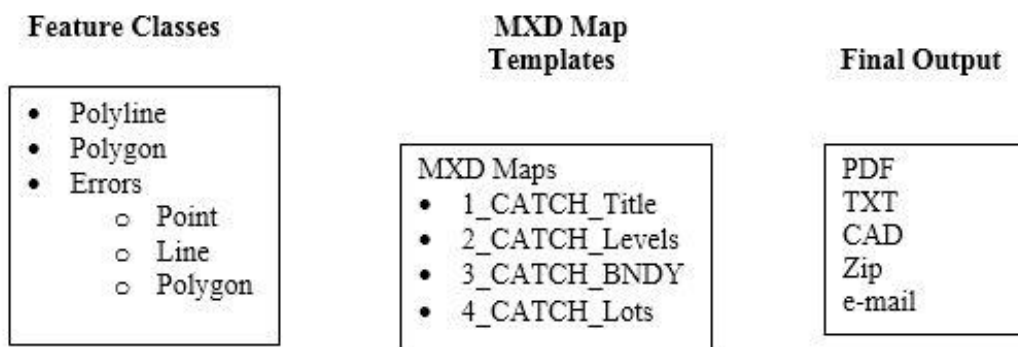 Feature Classes
• Polyline
• Polygon
• Errors
o Point
o Line
o Polygon
MXD Map
Templates
MXD Maps
• 1_CATCH_Title
• 2_CATCH_Levels
• 3_CATCH_BNDY
• 4_CATCH_Lots
Final Output
PDF
TXT
CAD
Zip
e-mail